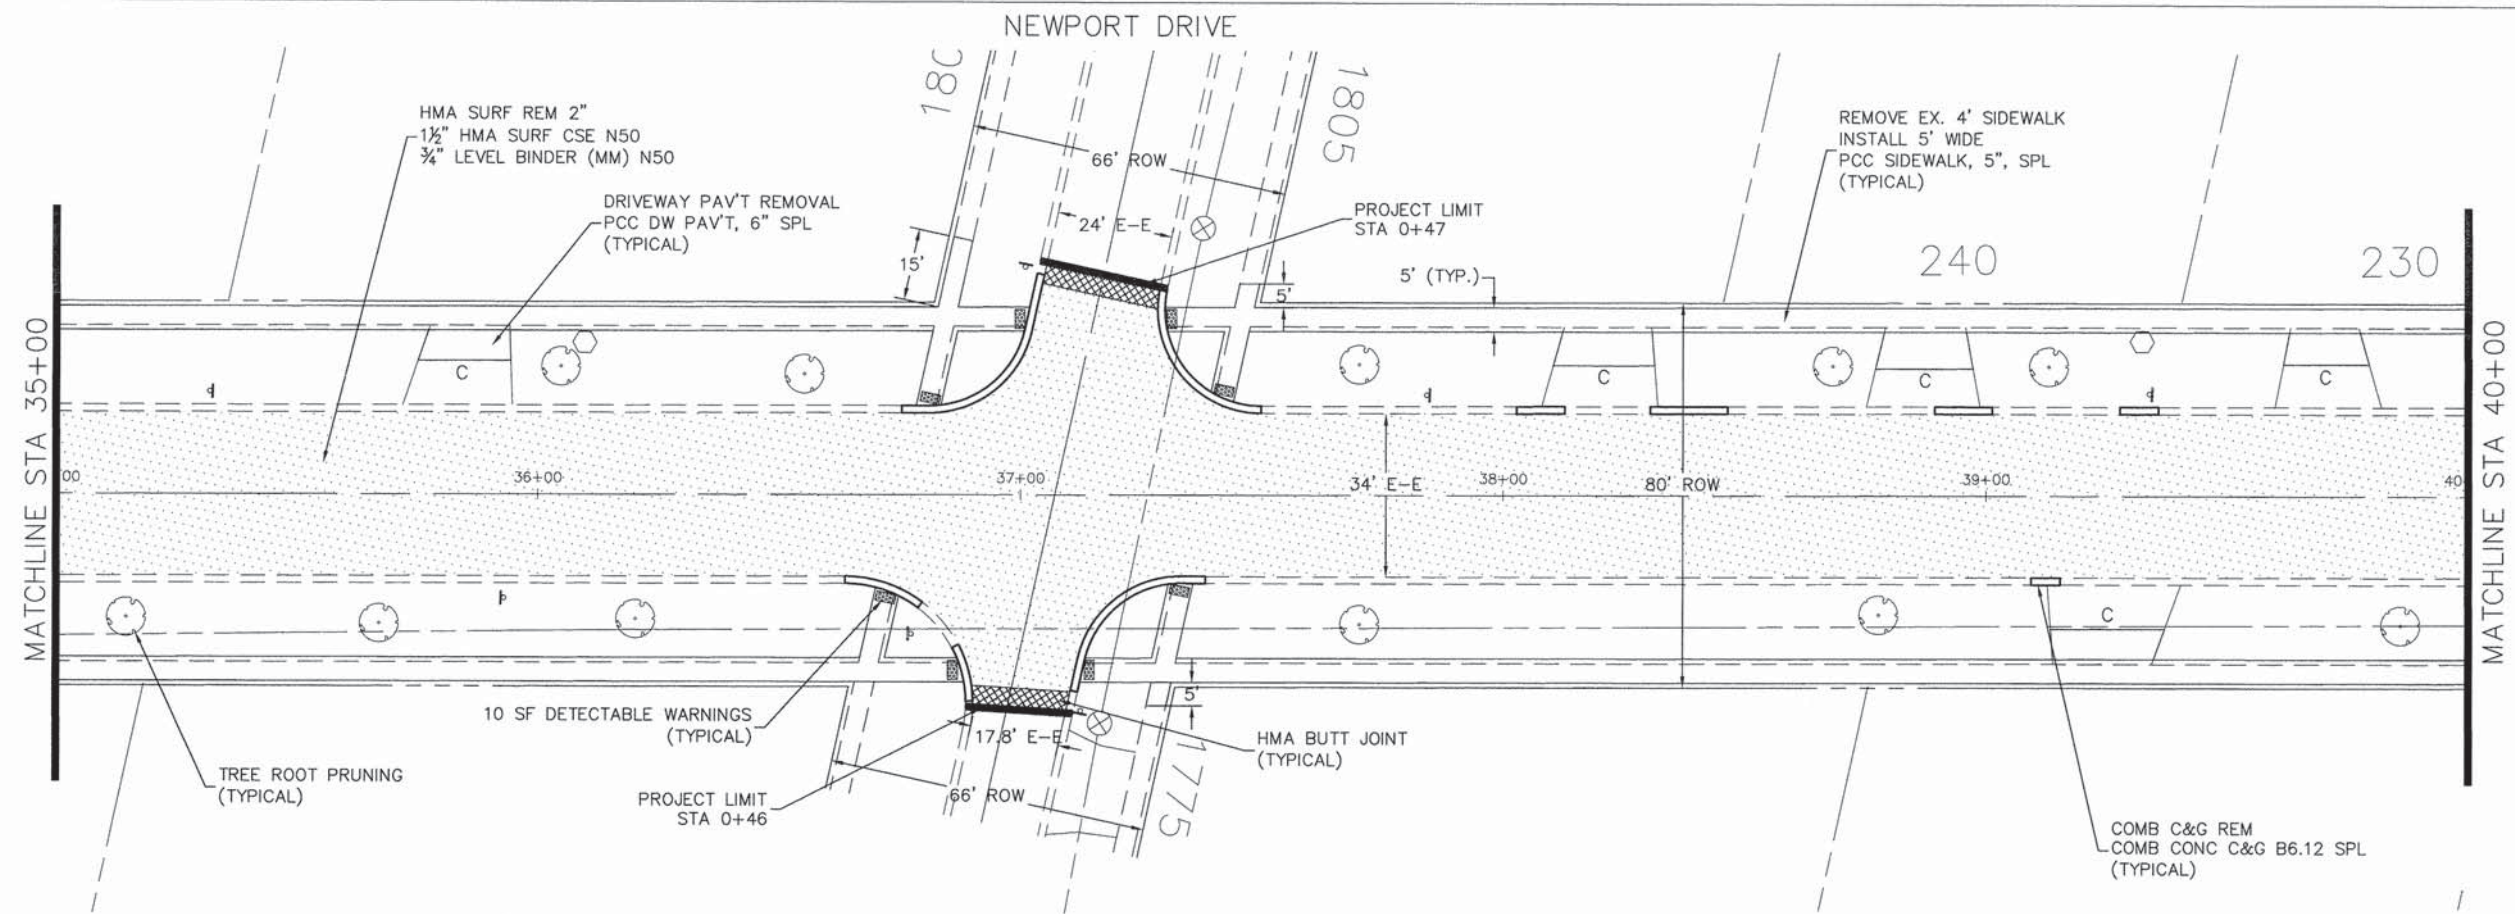 NEWPORT DRIVE
180
1805
HMA SURF REM 2"
1½" HMA SURF CSE N50
¾" LEVEL BINDER (MM) N50
DRIVEWAY PAV'T REMOVAL
PCC DW PAV'T, 6" SPL
(TYPICAL)
66' ROW
24' E-E
15'
PROJECT LIMIT
STA 0+47
5'
5' (TYP.)
REMOVE EX. 4' SIDEWALK
INSTALL 5' WIDE
PCC SIDEWALK, 5", SPL
(TYPICAL)
240
230
MATCHLINE STA 35+00
C
C
C
C
00
36+00
37+00
34' E-E
38+00
80' ROW
39+00
40
MATCHLINE STA 40+00
C
10 SF DETECTABLE WARNINGS
(TYPICAL)
5'
17.8' E-E
HMA BUTT JOINT
(TYPICAL)
TREE ROOT PRUNING
(TYPICAL)
PROJECT LIMIT
STA 0+46
66' ROW
1775
COMB C&G REM
COMB CONC C&G B6.12 SPL
(TYPICAL)